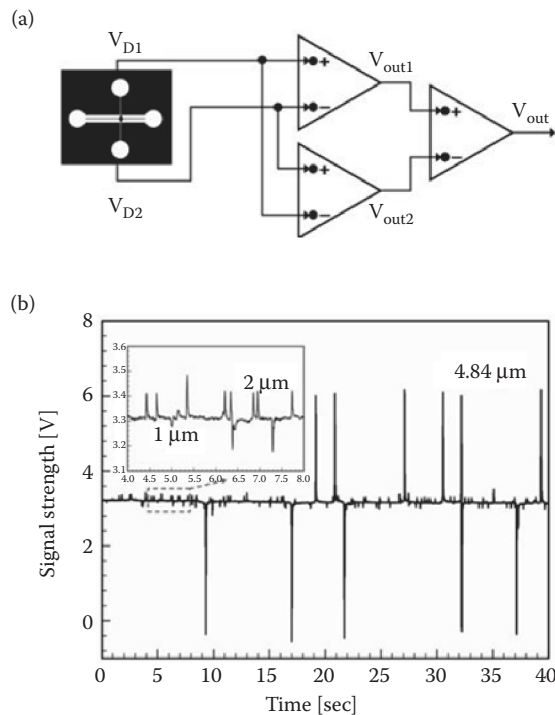 (a)
V_D1
V_D2
+
−
V_out1
+
−
V_out2
+
−
V_out
(b)
8
6
4
2
0
Signal strength [V]
3.6
3.5
3.4
3.3
3.2
3.1
4.0 4.5 5.0 5.5 6.0 6.5 7.0 7.5 8.0
1 µm
2 µm
4.84 µm
0 5 10 15 20 25 30 35 40
Time [sec]